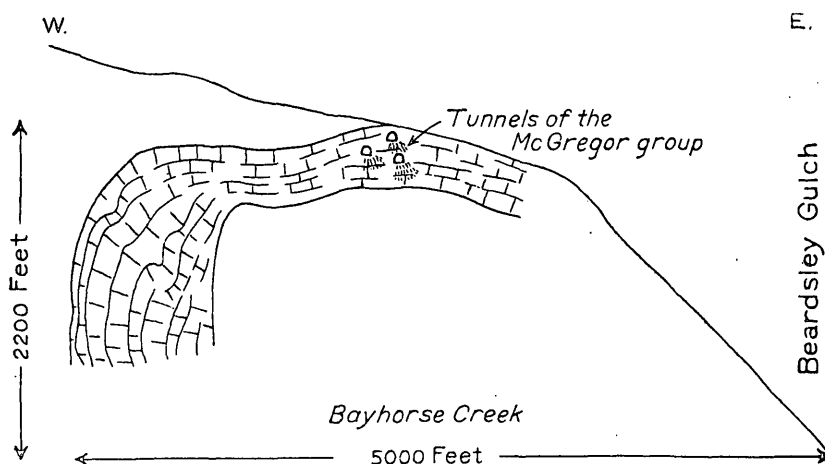 W.
E.
Tunnels of the
McGregor group
Beardsley Gulch
2200 Feet
Bayhorse Creek
5000 Feet